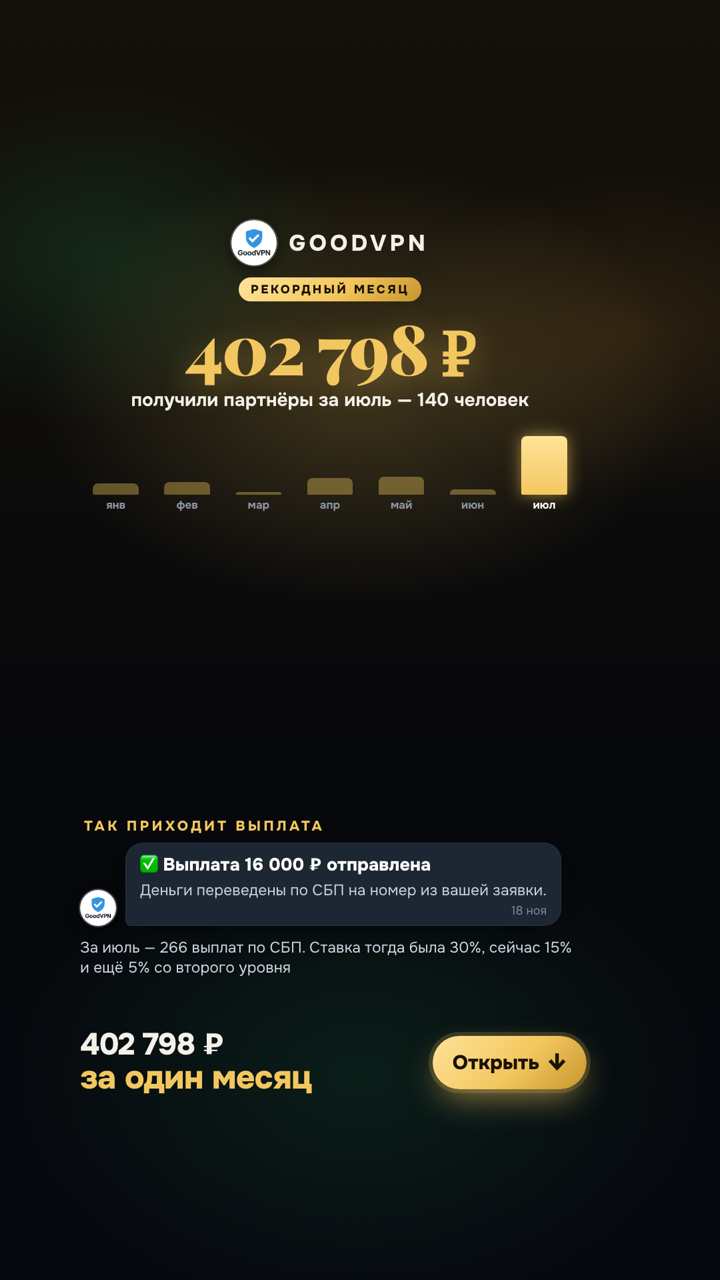 GoodVPN
GOODVPN
РЕКОРДНЫЙ МЕСЯЦ
402 798 ₽
получили партнёры за июль — 140 человек
янв фев мар апр май июн июл
ТАК ПРИХОДИТ ВЫПЛАТА
✅ Выплата 16 000 ₽ отправлена
Деньги переведены по СБП на номер из вашей заявки.
18 ноя
GoodVPN
За июль — 266 выплат по СБП. Ставка тогда была 30%, сейчас 15%
и ещё 5% со второго уровня
402 798 ₽
за один месяц
Открыть ↓